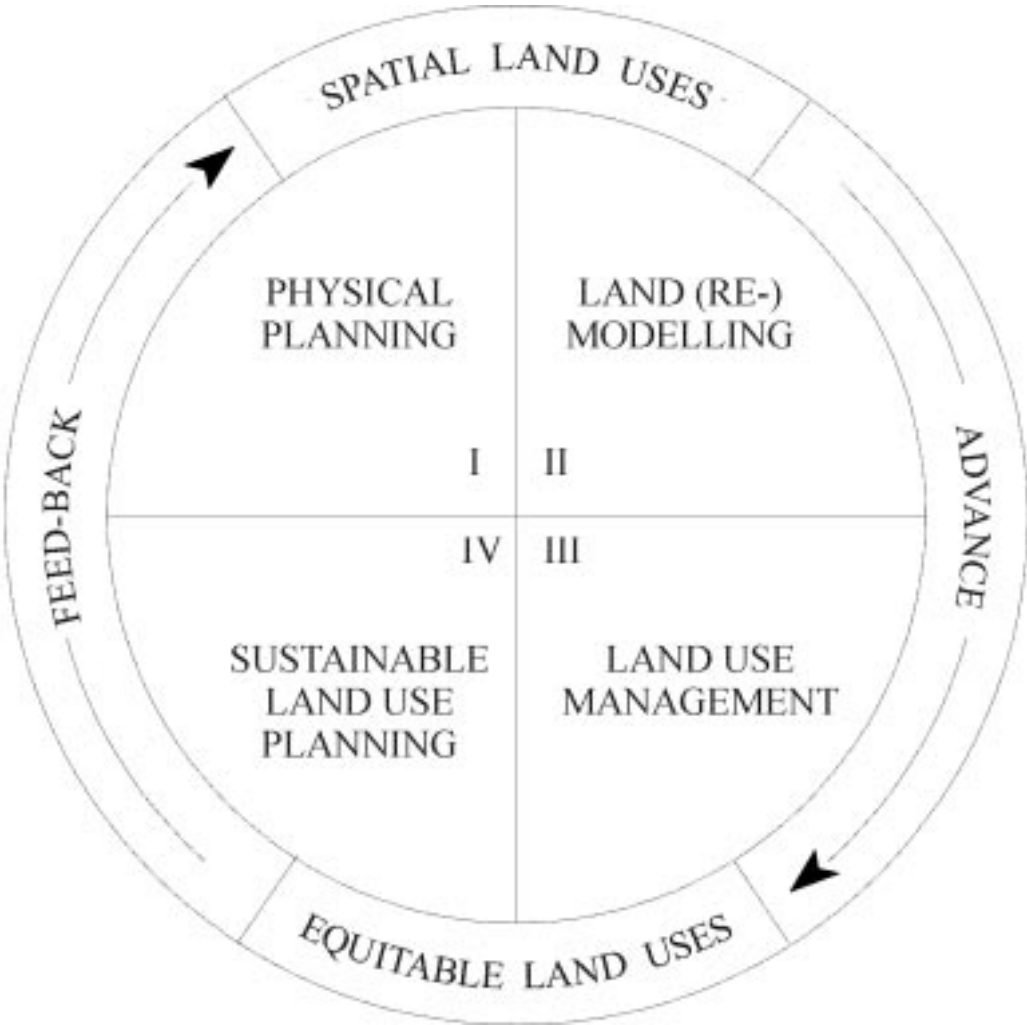 SPATIAL LAND USES
PHYSICAL
PLANNING
LAND (RE-)
MODELLING
I
II
FEED-BACK
ADVANCE
IV
III
SUSTAINABLE
LAND USE
PLANNING
LAND USE
MANAGEMENT
EQUITABLE LAND USES